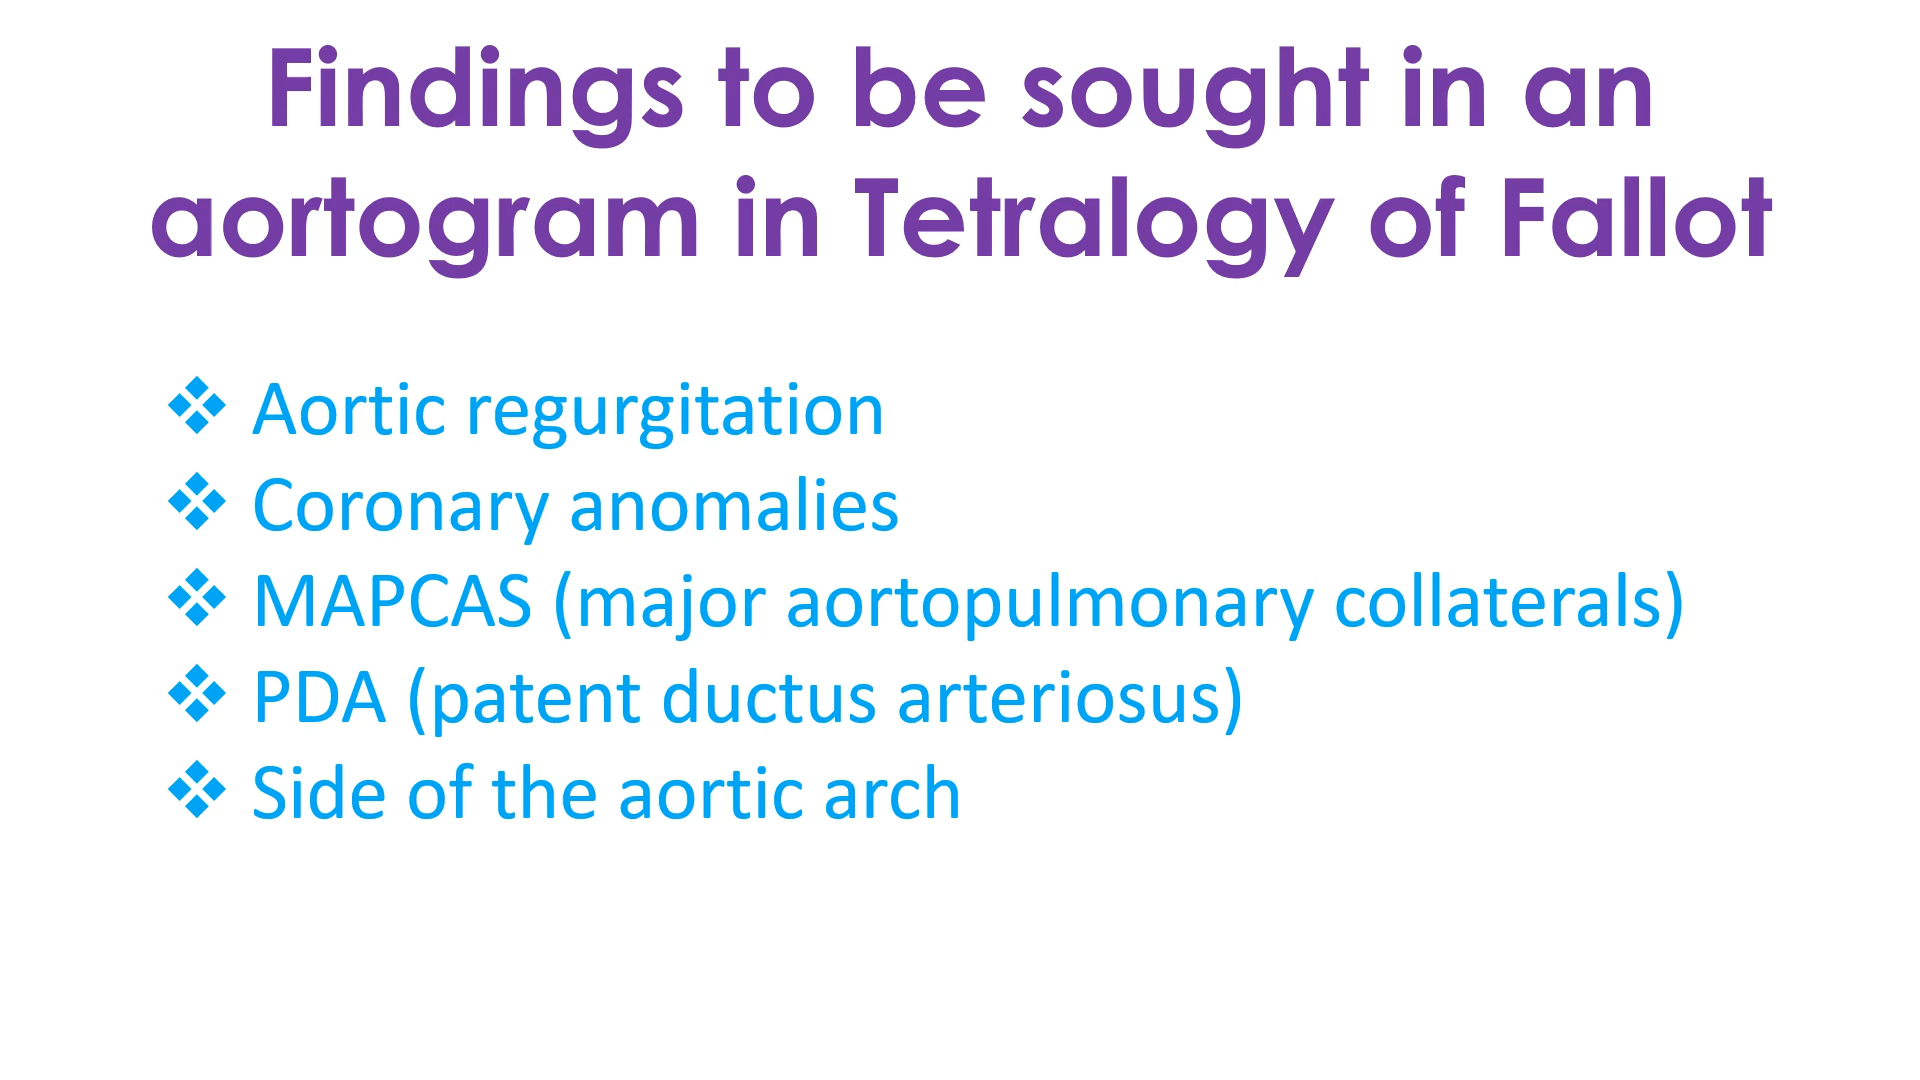 Findings to be sought in an
aortogram in Tetralogy of Fallot
❖ Aortic regurgitation
❖ Coronary anomalies
❖ MAPCAS (major aortopulmonary collaterals)
❖ PDA (patent ductus arteriosus)
❖ Side of the aortic arch